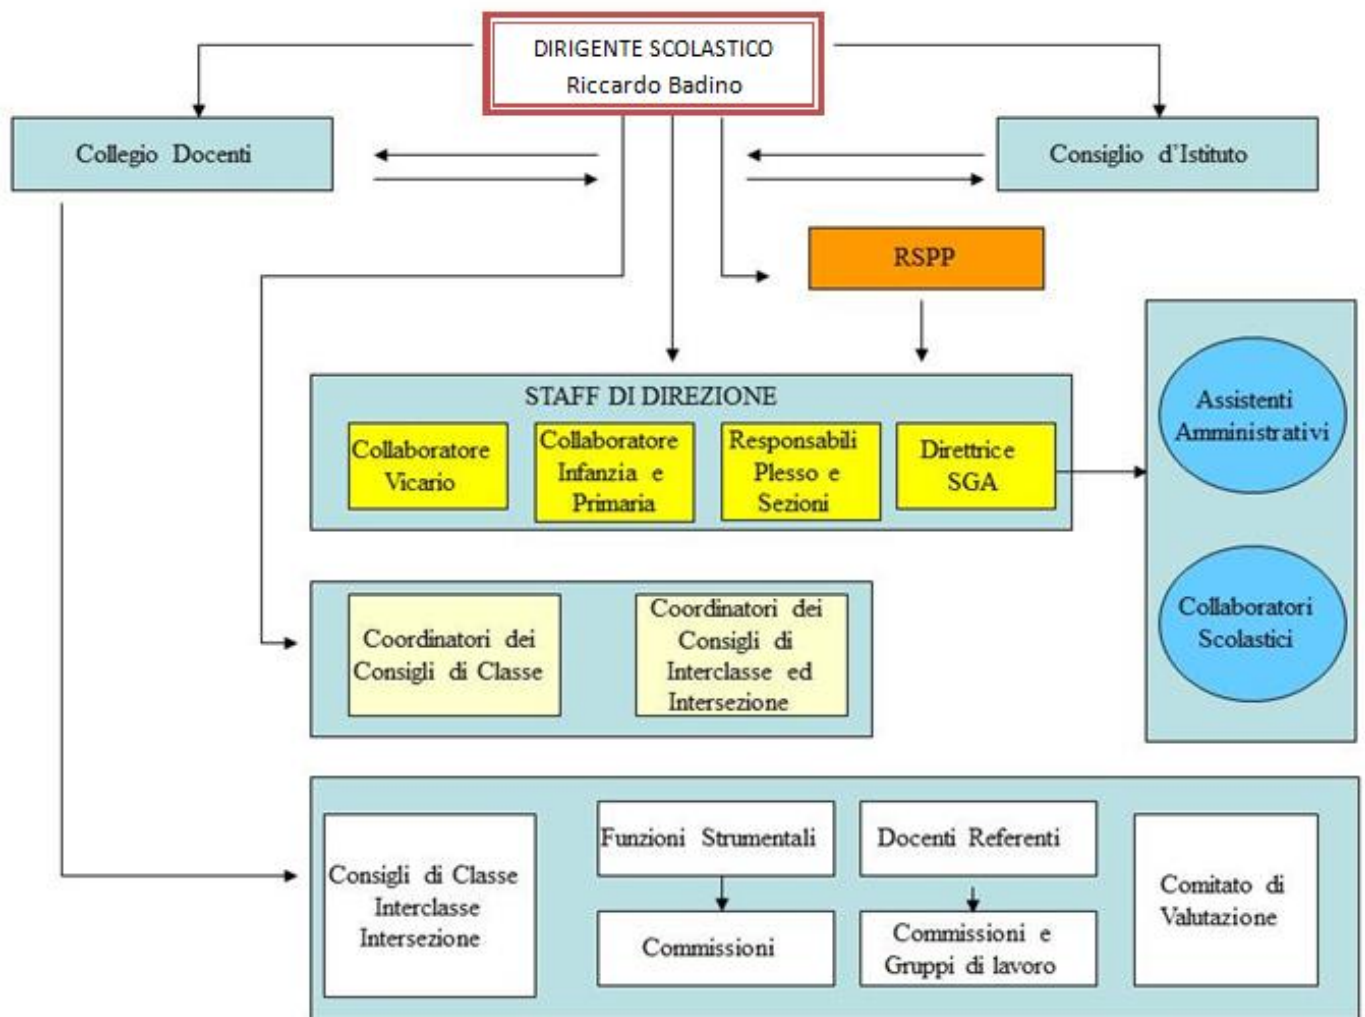 DIRIGENTE SCOLASTICO
Riccardo Badino
Collegio Docenti
Consiglio d'Istituto
RSPP
STAFF DI DIREZIONE
Collaboratore
Vicario
Collaboratore
Infanzia e
Primaria
Responsabili
Plesso e
Sezioni
Direttrice
SGA
Assistenti
Amministrativi
Collaboratori
Scolastici
Coordinatori dei
Consigli di Classe
Coordinatori dei
Consigli di
Interclasse ed
Intersezione
Consigli di Classe
Interclasse
Intersezione
Funzioni Strumentali
Commissioni
Docenti Referenti
Commissioni e
Gruppi di lavoro
Comitato di
Valutazione